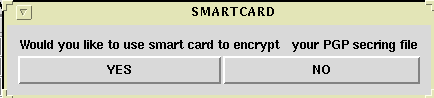 SMARTCARD
Would you like to use smart card to encrypt your PGP secring file
YES NO